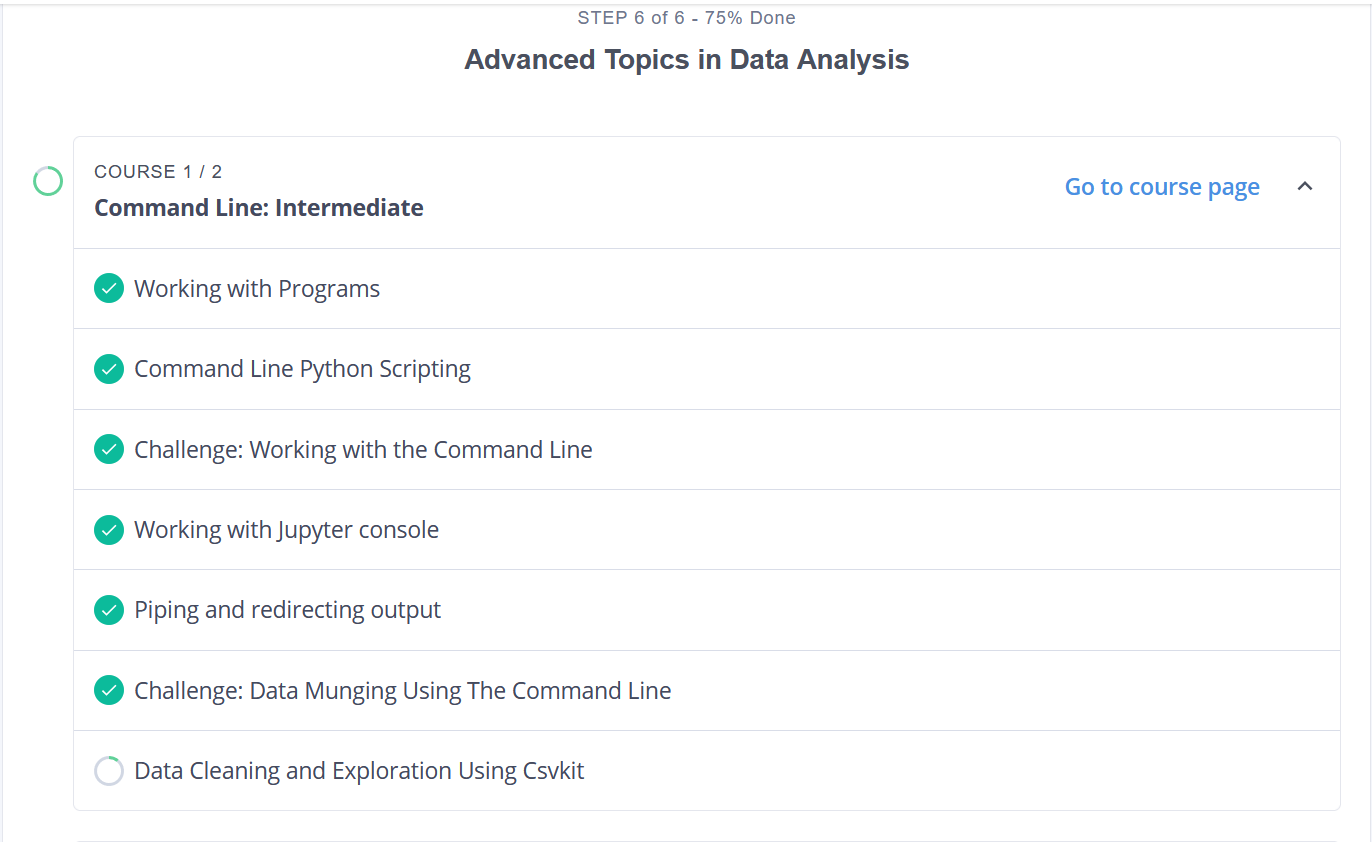 STEP 6 of 6 - 75% Done
Advanced Topics in Data Analysis
COURSE 1 / 2
Command Line: Intermediate
Go to course page
Working with Programs
Command Line Python Scripting
Challenge: Working with the Command Line
Working with Jupyter console
Piping and redirecting output
Challenge: Data Munging Using The Command Line
Data Cleaning and Exploration Using Csvkit